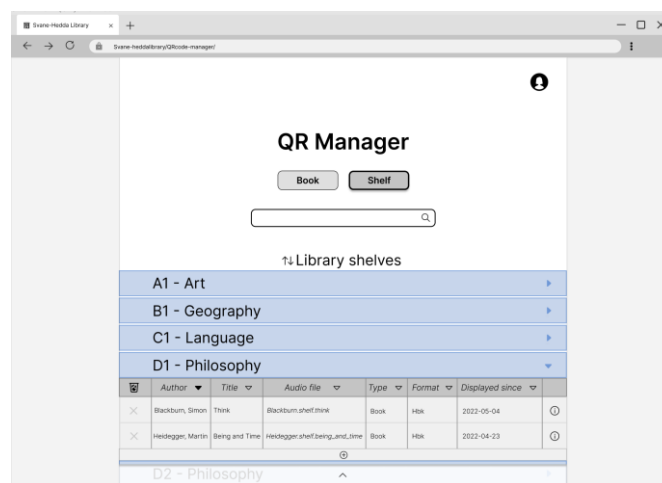 Svane-Hedda Library
Svane-heddalibrary/QRcode-manager/
QR Manager
Book Shelf
Library shelves
A1 - Art
B1 - Geography
C1 - Language
D1 - Philosophy
Author Title Audio file Type Format Displayed since
Blackburn, Simon Think Blackburn.shelf.think Book Hbk 2022-05-04
Heidegger, Martin Being and Time Heidegger.shelf.being_and_time Book Hbk 2022-04-23
D2 - Philosophy